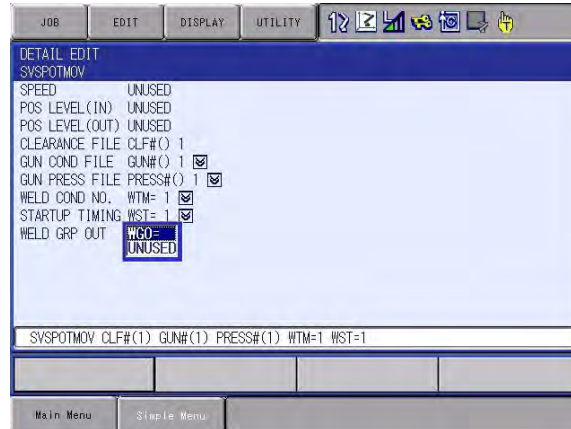 JOB EDIT DISPLAY UTILITY
DETAIL EDIT
SVSPOTMOV
SPEED UNUSED
POS LEVEL(IN) UNUSED
POS LEVEL(OUT) UNUSED
CLEARANCE FILE CLF#() 1
GUN COND FILE GUN#() 1
GUN PRESS FILE PRESS#() 1
WELD COND NO. WTM= 1
STARTUP TIMING WST= 1
WELD GRP OUT WGO=
UNUSED
SVSPOTMOV CLF#(1) GUN#(1) PRESS#(1) WTM=1 WST=1
Main Menu Simple Menu